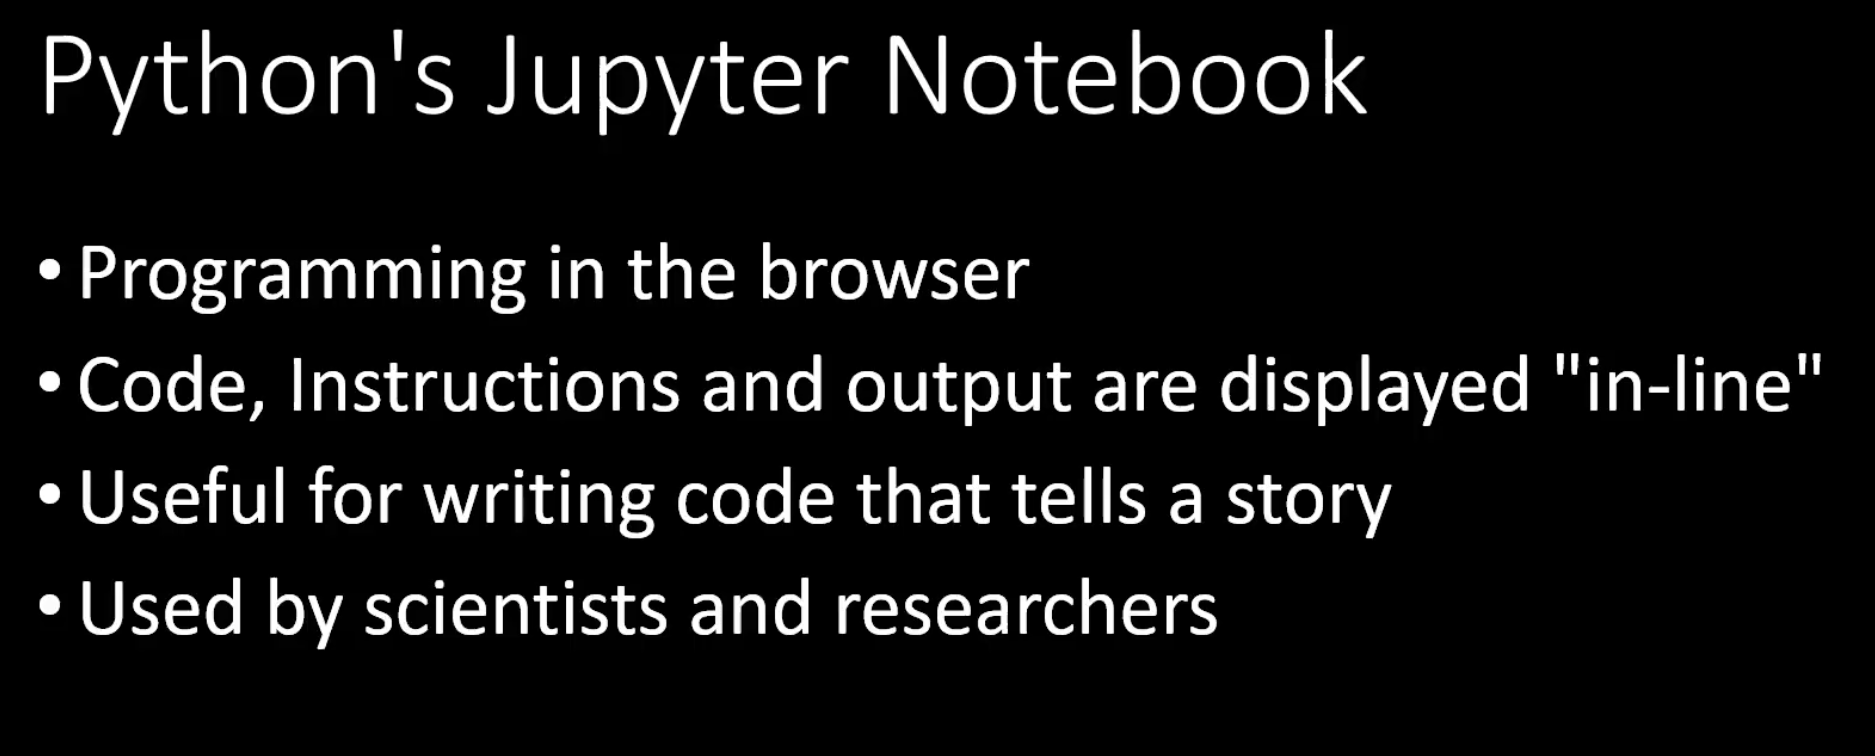 Python's Jupyter Notebook
• Programming in the browser
• Code, Instructions and output are displayed "in-line"
• Useful for writing code that tells a story
• Used by scientists and researchers